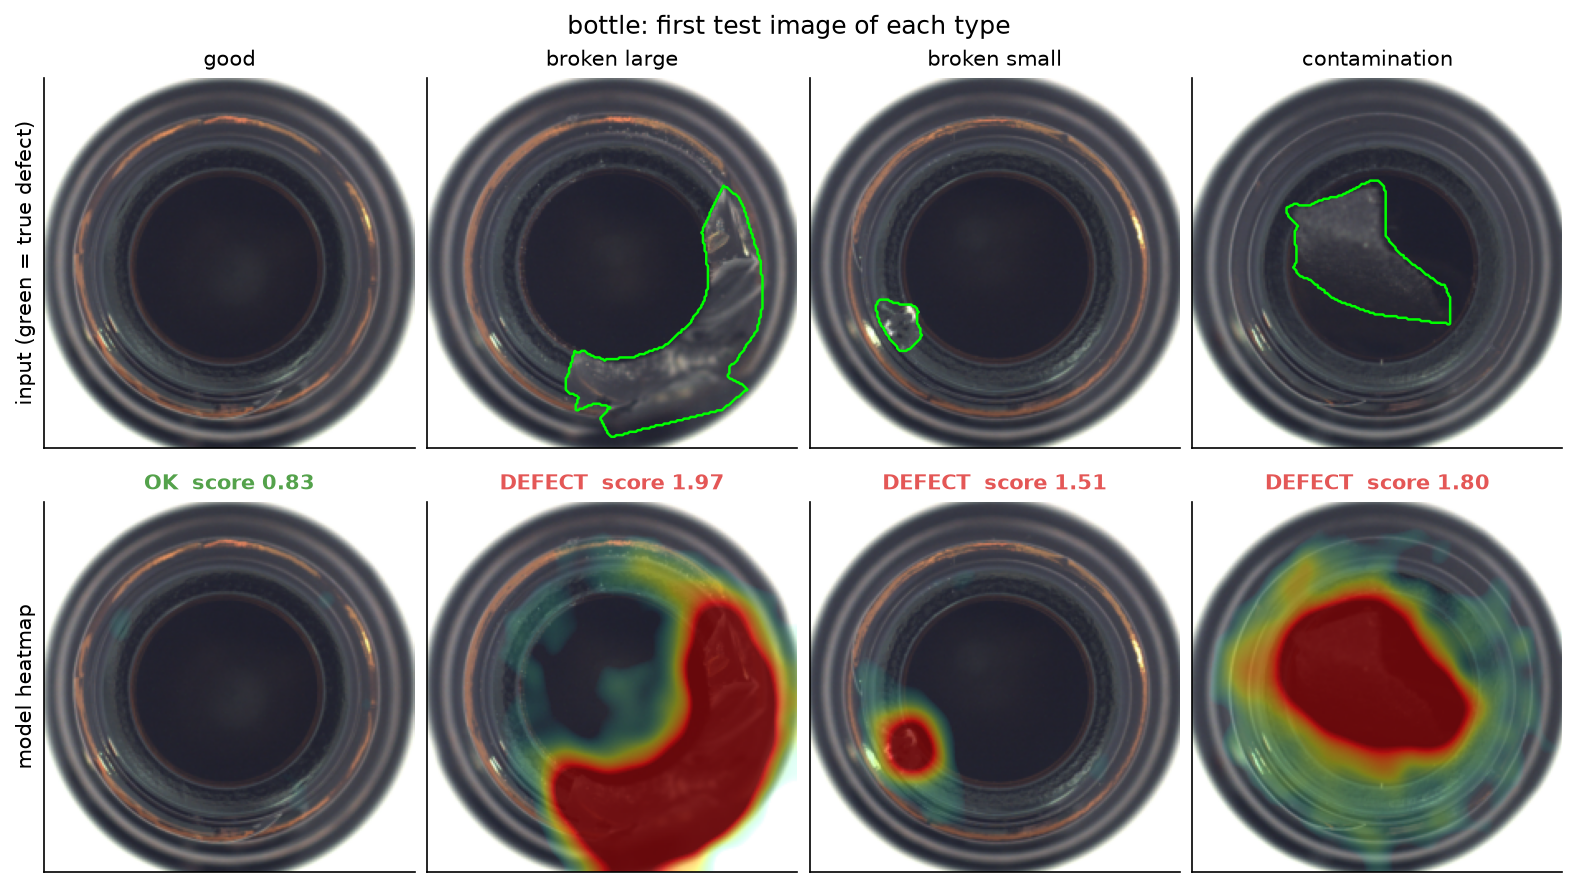 bottle: first test image of each type
good
broken large
broken small
contamination
input (green = true defect)
OK score 0.83
DEFECT score 1.97
DEFECT score 1.51
DEFECT score 1.80
model heatmap